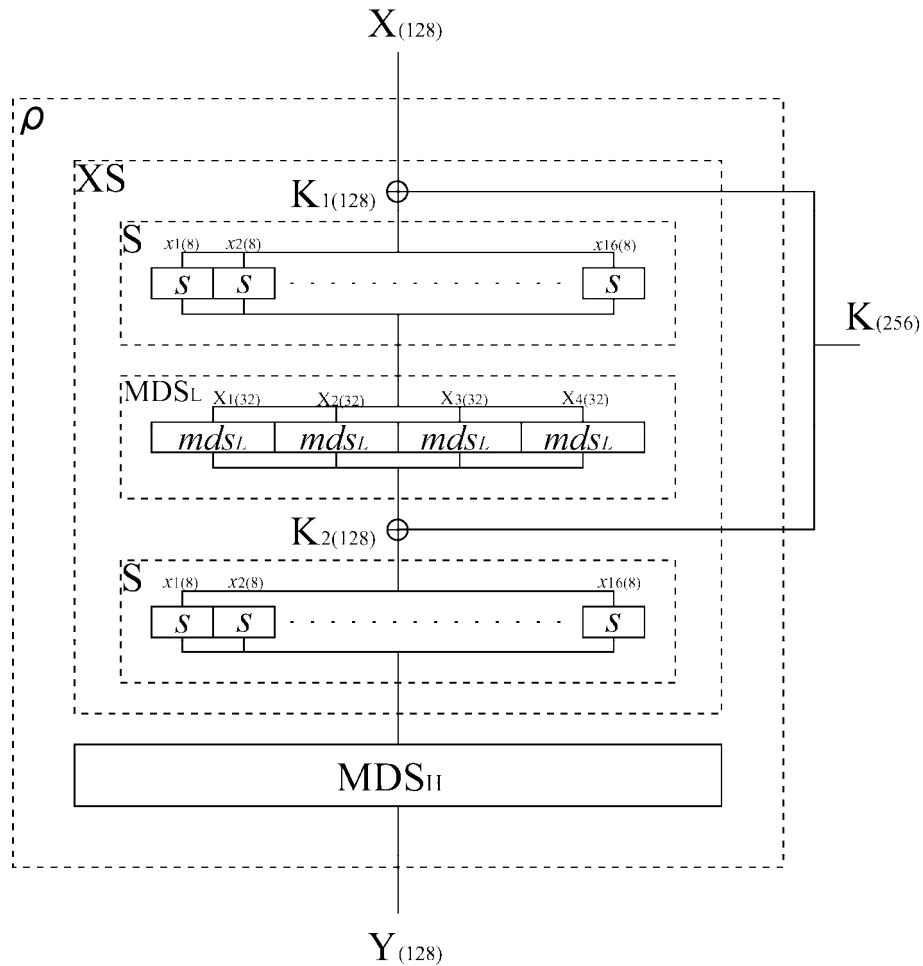 X(128)
ρ
XS
K1(128)
S
x1(8) x2(8) x16(8)
s s s
K(256)
MDSL
X1(32) X2(32) X3(32) X4(32)
mdsL mdsL mdsL mdsL
K2(128)
S
x1(8) x2(8) x16(8)
s s s
MDSH
Y(128)